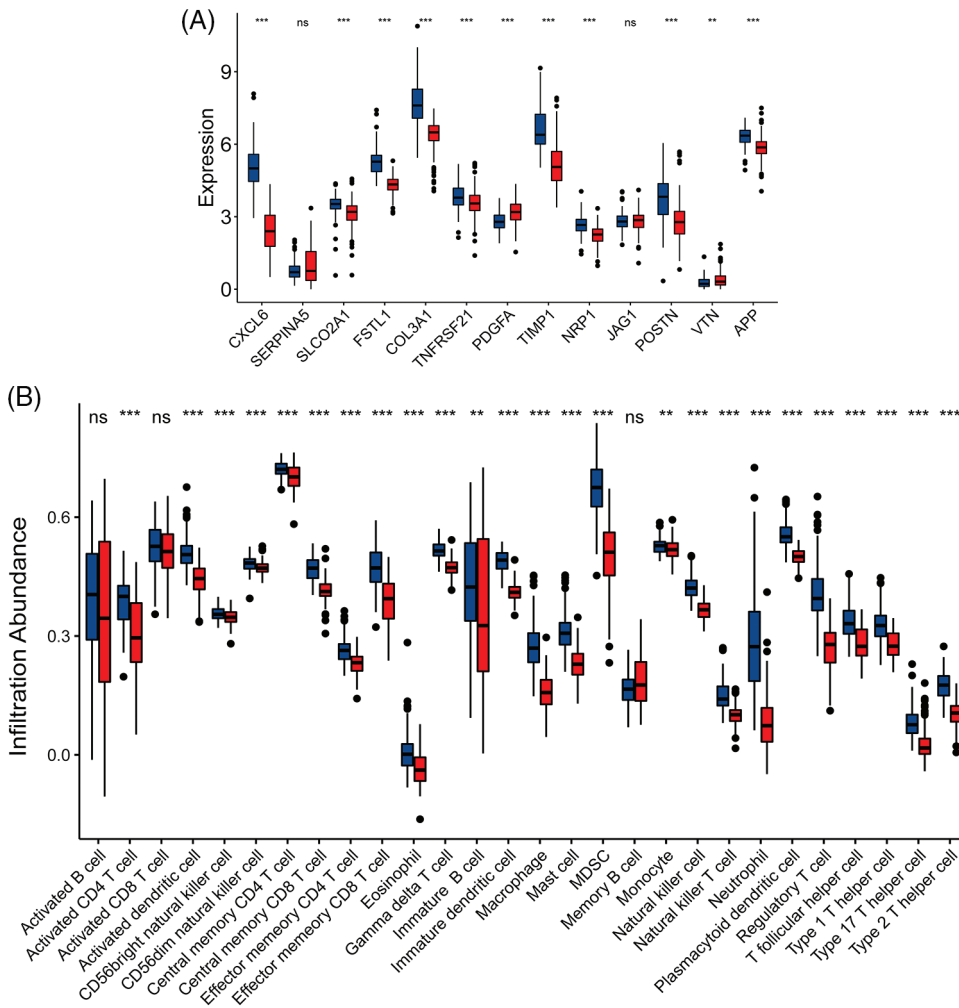 (A)
*** ns *** *** *** *** *** *** *** ns *** ** ***
Expression
9
6
3
0
CXCL6
SERPINA5
SLCO2A1
FSTL1
COL3A1
TNFRSF21
PDGFA
TIMP1
NRP1
JAG1
POSTN
VTN
APP
(B)
ns *** ns *** *** *** *** *** *** *** *** *** ** *** *** *** *** ns ** *** *** *** *** *** *** *** *** ***
Infiltration Abundance
0.6
0.3
0.0
Activated B cell
Activated CD4 T cell
Activated CD8 T cell
Activated dendritic cell
CD56bright natural killer cell
CD56dim natural killer cell
Central memory CD4 T cell
Central memory CD8 T cell
Effector memeory CD4 T cell
Effector memeory CD8 T cell
Eosinophil
Gamma delta T cell
Immature B cell
Immature dendritic cell
Macrophage
Mast cell
MDSC
Memory B cell
Monocyte
Natural killer cell
Natural killer T cell
Neutrophil
Plasmacytoid dendritic cell
Regulatory T cell
T follicular helper cell
Type 1 T helper cell
Type 17 T helper cell
Type 2 T helper cell